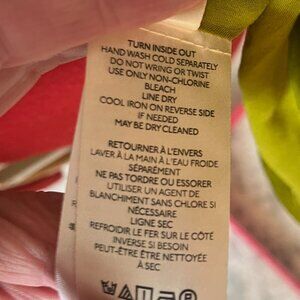 TURN INSIDE OUT
HAND WASH COLD SEPARATELY
DO NOT WRING OR TWIST
USE ONLY NON-CHLORINE
BLEACH
LINE DRY
COOL IRON ON REVERSE SIDE
IF NEEDED
MAY BE DRY CLEANED
RETOURNER À L'ENVERS
LAVER À LA MAIN À L'EAU FROIDE
SÉPARÉMENT
NE PAS TORDRE OU ESSORER
UTILISER UN AGENT DE
BLANCHIMENT SANS CHLORE SI
NÉCESSAIRE
LIGNE SEC
REFROIDIR LE FER SUR LE CÔTÉ
INVERSE SI BESOIN
PEUT-ÊTRE ÊTRE NETTOYÉE
À SEC